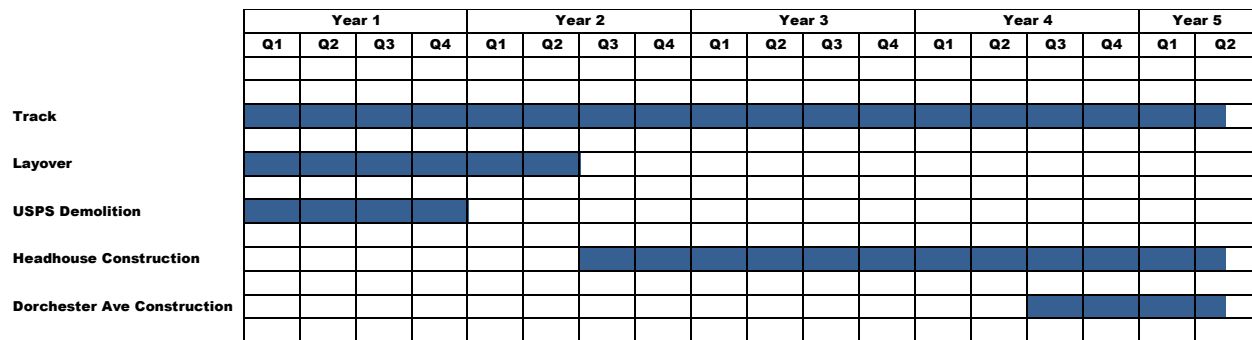 Year 1 Year 2 Year 3 Year 4 Year 5
Q1 Q2 Q3 Q4 Q1 Q2 Q3 Q4 Q1 Q2 Q3 Q4 Q1 Q2 Q3 Q4 Q1 Q2
Track
Layover
USPS Demolition
Headhouse Construction
Dorchester Ave Construction